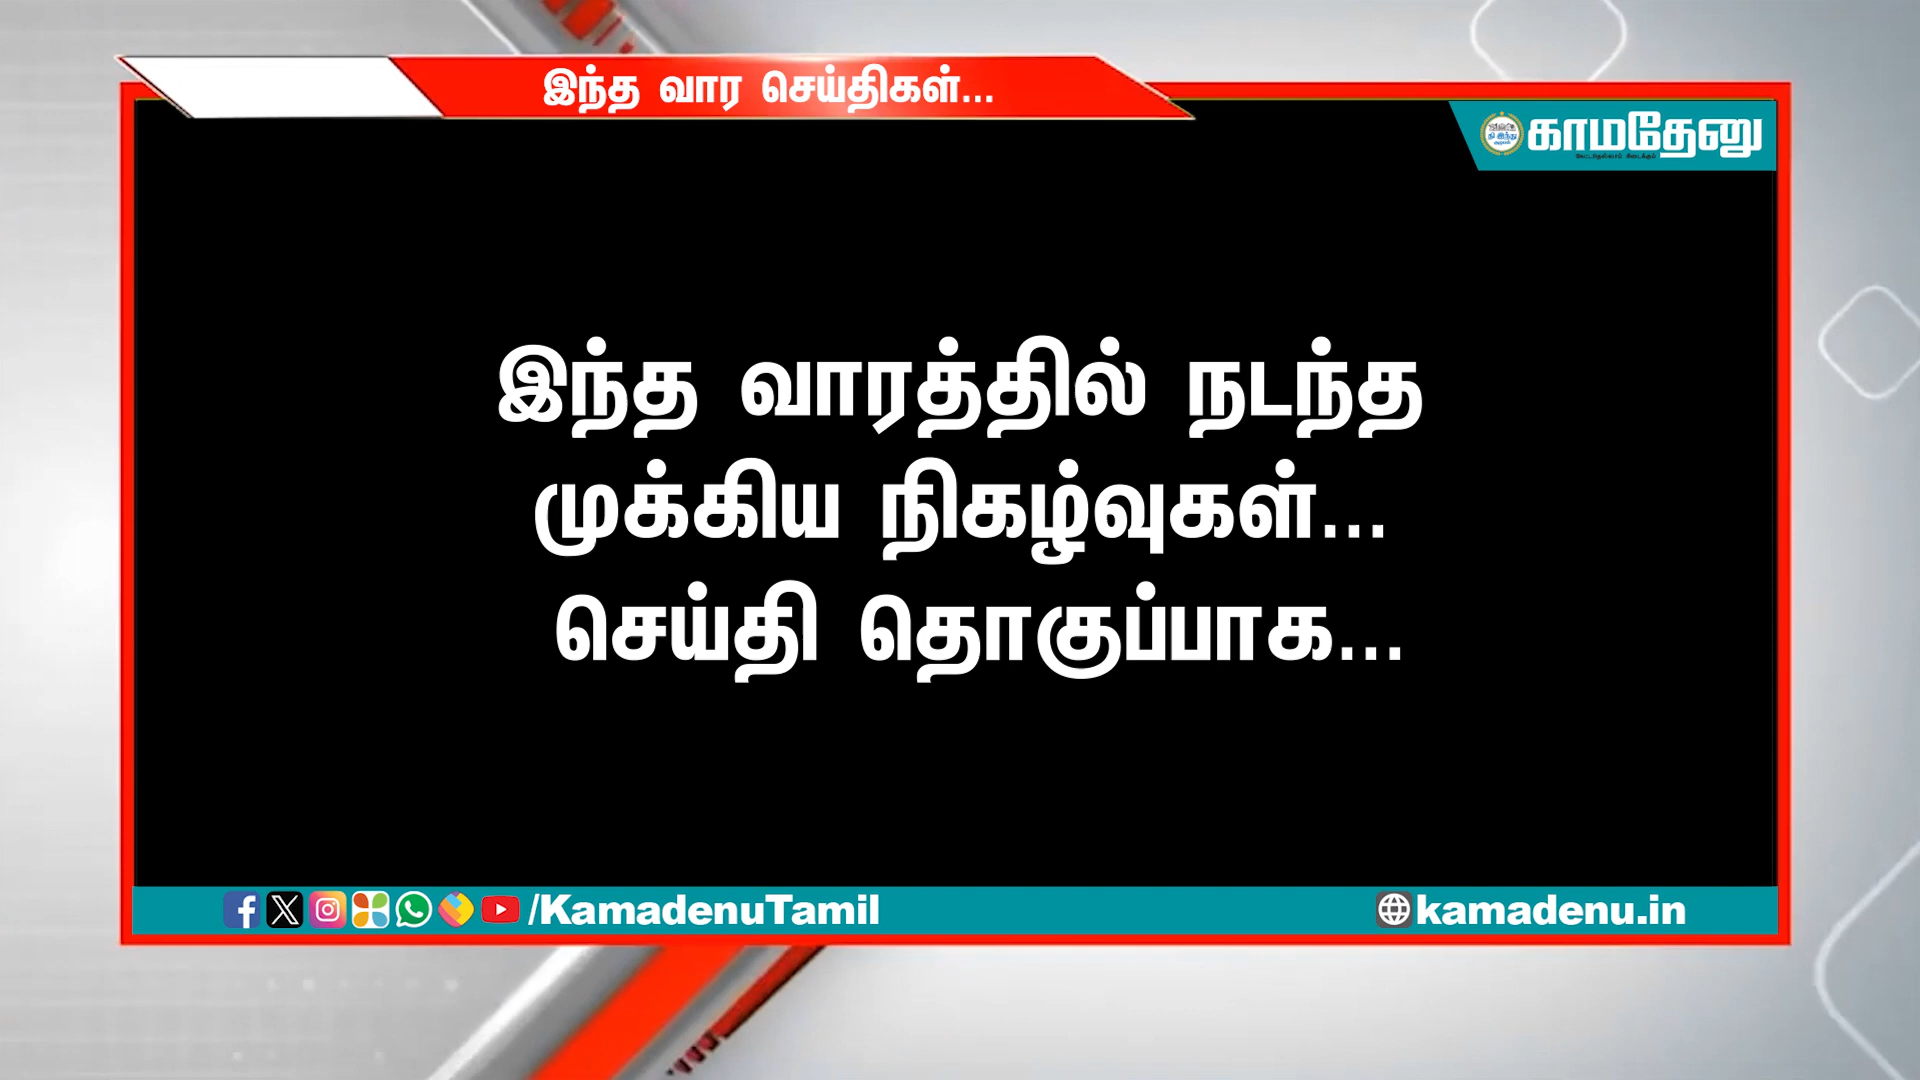 இந்த வார செய்திகள்...
காமதேனு
இந்த வாரத்தில் நடந்த
முக்கிய நிகழ்வுகள்...
செய்தி தொகுப்பாக...
/KamadenuTamil
kamadenu.in